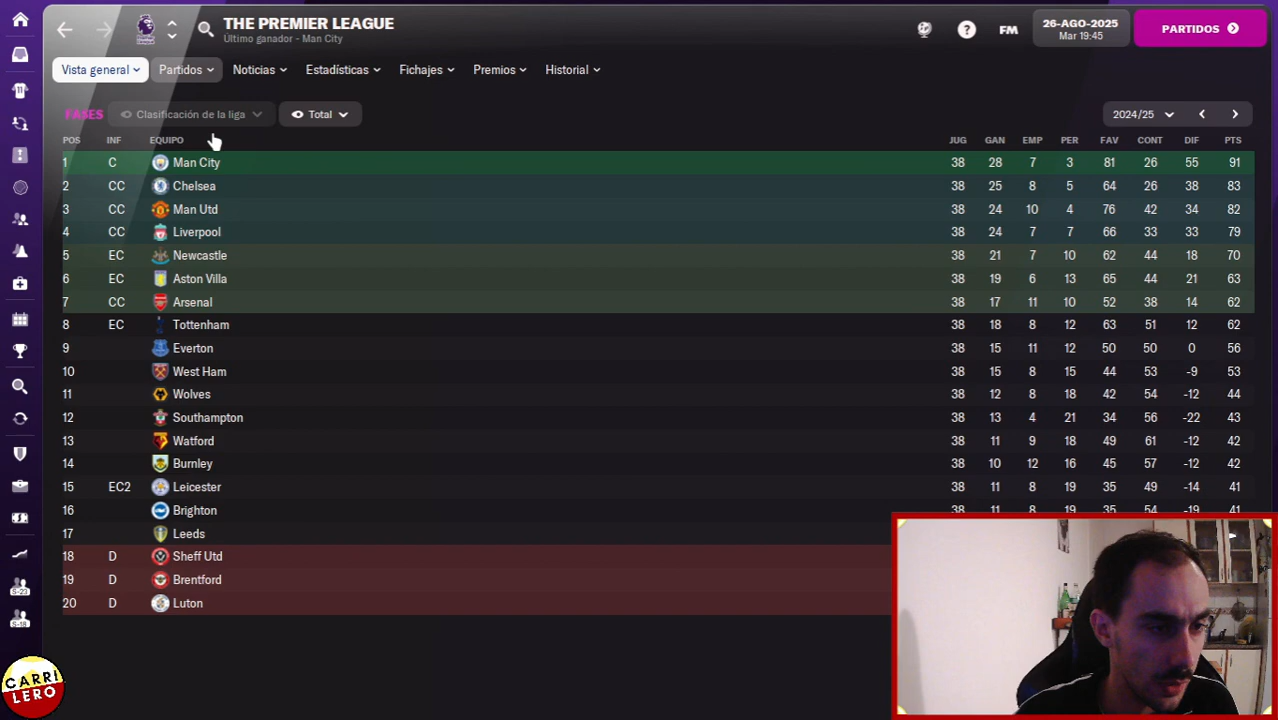 THE PREMIER LEAGUE
Último ganador - Man City
FM
26-AGO-2025
Mar 19:45
PARTIDOS
Vista general
Partidos
Noticias
Estadísticas
Fichajes
Premios
Historial
FASES
Clasificación de la liga
Total
2024/25
POS INF EQUIPO JUG GAN EMP PER FAV CONT DIF PTS
1 C Man City 38 28 7 3 81 26 55 91
2 CC Chelsea 38 25 8 5 64 26 38 83
3 CC Man Utd 38 24 10 4 76 42 34 82
4 CC Liverpool 38 24 7 7 66 33 33 79
5 EC Newcastle 38 21 7 10 62 44 18 70
6 EC Aston Villa 38 19 6 13 65 44 21 63
7 CC Arsenal 38 17 11 10 52 38 14 62
8 EC Tottenham 38 18 8 12 63 51 12 62
9 Everton 38 15 11 12 50 50 0 56
10 West Ham 38 15 8 15 44 53 -9 53
11 Wolves 38 12 8 18 42 54 -12 44
12 Southampton 38 13 4 21 34 56 -22 43
13 Watford 38 11 9 18 49 61 -12 42
14 Burnley 38 10 12 16 45 57 -12 42
15 EC2 Leicester 38 11 8 19 35 49 -14 41
16 Brighton 38 11 8 19 35 54 -19 41
17 Leeds
18 D Sheff Utd
19 D Brentford
20 D Luton
S-23
S-18
CARRI
LERO